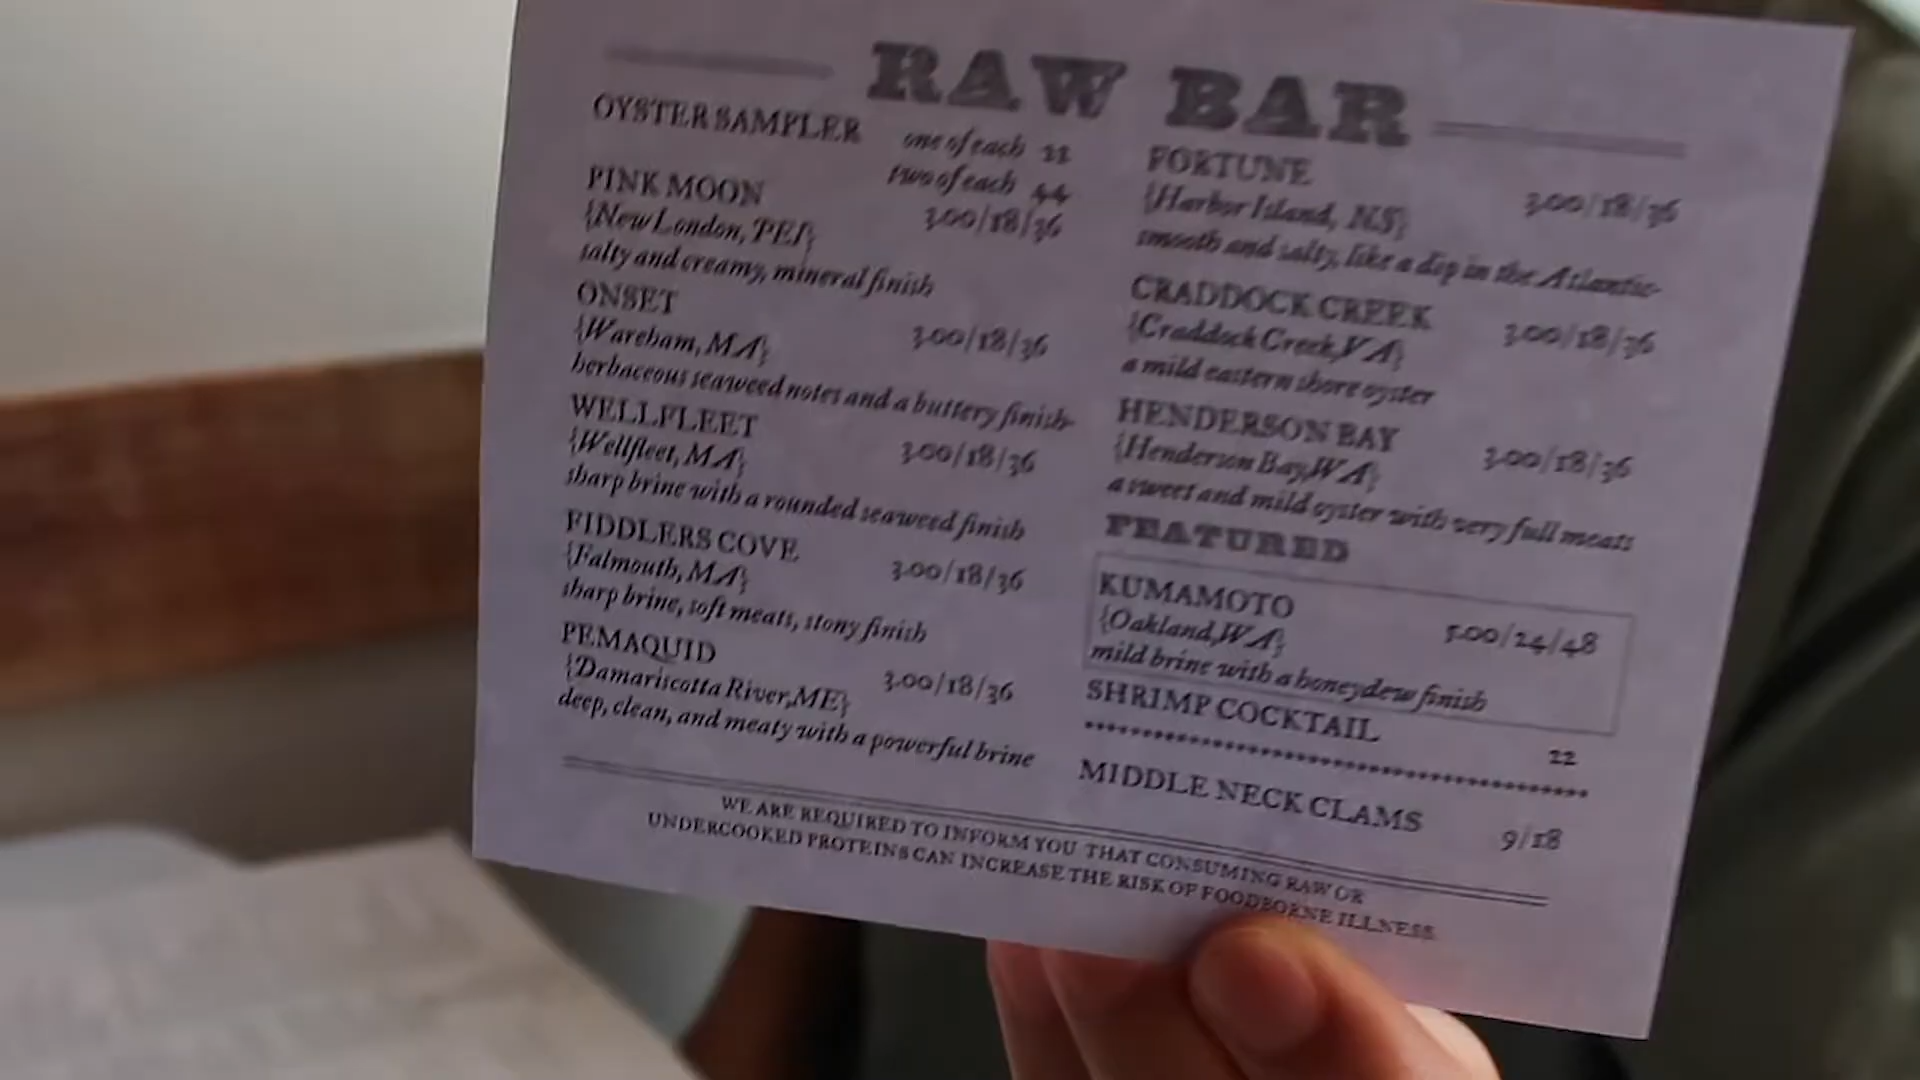 RAW BAR
OYSTER SAMPLER
one of each 22
two of each 44
PINK MOON
{New London, PEI} 3.00/18/36
salty and creamy, mineral finish
ONSET
{Wareham, MA} 3.00/18/36
herbaceous seaweed notes and a buttery finish
WELLFLEET
{Wellfleet, MA} 3.00/18/36
sharp brine with a rounded seaweed finish
FIDDLERS COVE
{Falmouth, MA} 3.00/18/36
sharp brine, soft meats, stony finish
PEMAQUID
{Damariscotta River, ME} 3.00/18/36
deep, clean, and meaty with a powerful brine
FORTUNE
{Harbor Island, NS} 3.00/18/36
smooth and salty, like a dip in the Atlantic
CRADDOCK CREEK
{Craddock Creek, VA} 3.00/18/36
a mild eastern shore oyster
HENDERSON BAY
{Henderson Bay, WA} 3.00/18/36
a sweet and mild oyster with very full meats
FEATURED
KUMAMOTO
{Oakland, WA} 5.00/24/48
mild brine with a honeydew finish
SHRIMP COCKTAIL 22
MIDDLE NECK CLAMS 9/18
WE ARE REQUIRED TO INFORM YOU THAT CONSUMING RAW OR
UNDERCOOKED PROTEINS CAN INCREASE THE RISK OF FOODBORNE ILLNESS